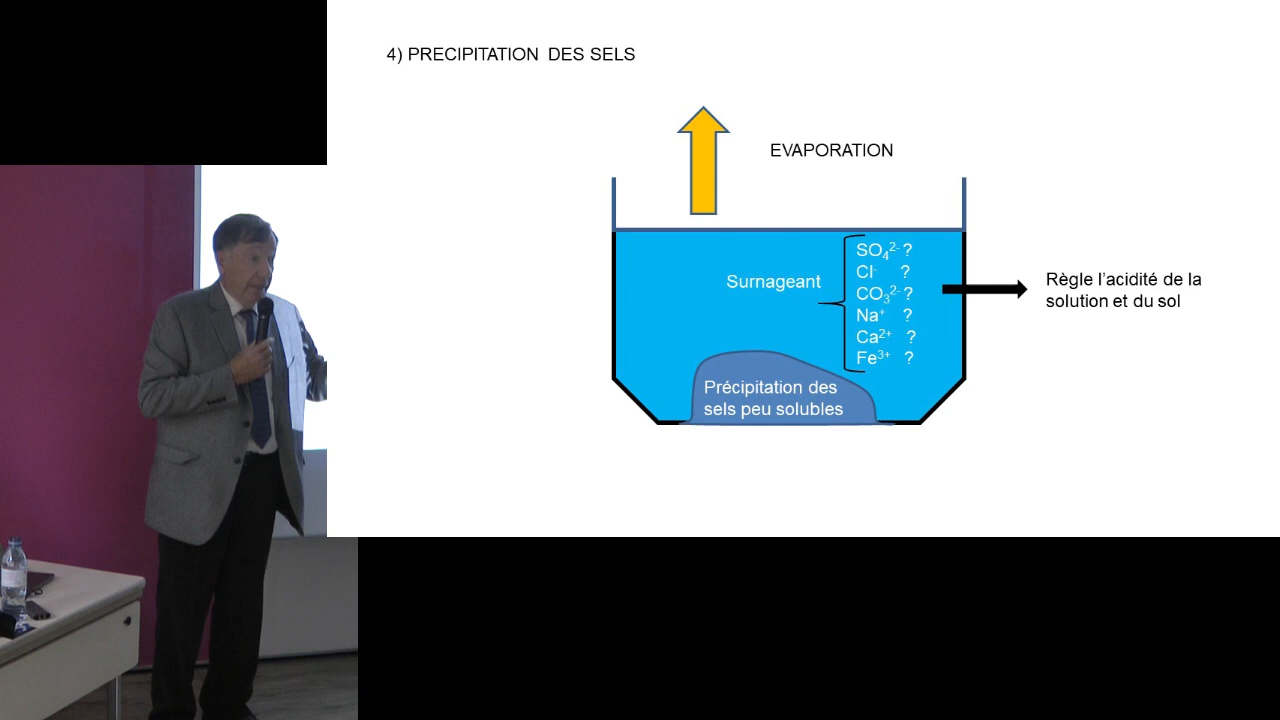 4) PRECIPITATION DES SELS
EVAPORATION
Surnageant
SO₄²⁻ ?
Cl⁻ ?
CO₃²⁻ ?
Na⁺ ?
Ca²⁺ ?
Fe³⁺ ?
Règle l’acidité de la
solution et du sol
Précipitation des
sels peu solubles